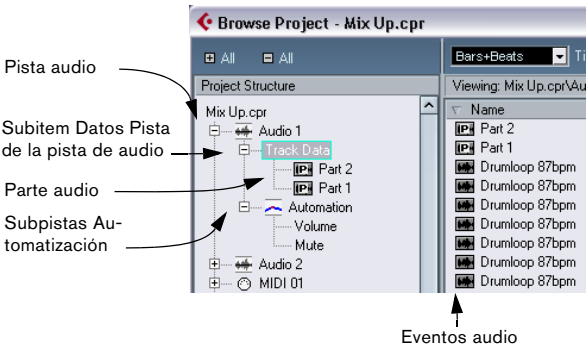 Browse Project - Mix Up.cpr
All All
Bars+Beats Ti
Pista audio
Project Structure
Viewing: Mix Up.cpr\Au
Mix Up.cpr
Name
Subitem Datos Pista
de la pista de audio
Audio 1
Track Data
Part 2
Part 1
Parte audio
Subpistas Au-
tomatización
Automation
Volume
Mute
Audio 2
MIDI 01
Part 2
Part 1
Drumloop 87bpm
Drumloop 87bpm
Drumloop 87bpm
Drumloop 87bpm
Drumloop 87bpm
Drumloop 87bpm
Drumloop 87bpm
Eventos audio